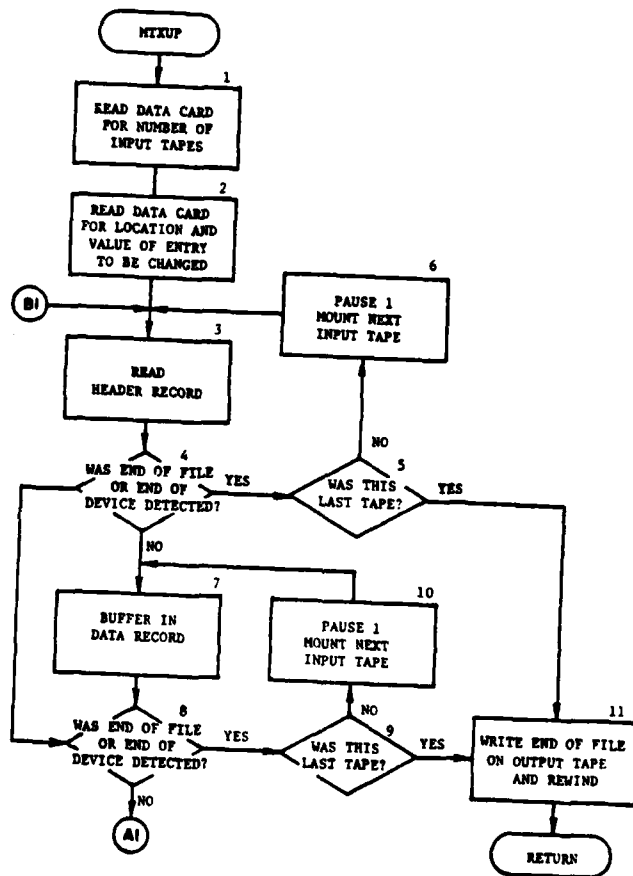 MTXUP
1
READ DATA CARD
FOR NUMBER OF
INPUT TAPES
2
READ DATA CARD
FOR LOCATION AND
VALUE OF ENTRY
TO BE CHANGED
6
PAUSE 1
MOUNT NEXT
INPUT TAPE
B1
3
READ
HEADER RECORD
NO
4
WAS END OF FILE
OR END OF
DEVICE DETECTED?
YES
5
WAS THIS
LAST TAPE?
YES
NO
7
BUFFER IN
DATA RECORD
10
PAUSE 1
MOUNT NEXT
INPUT TAPE
NO
8
WAS END OF FILE
OR END OF
DEVICE DETECTED?
YES
9
WAS THIS
LAST TAPE?
YES
11
WRITE END OF FILE
ON OUTPUT TAPE
AND REWIND
NO
A1
RETURN